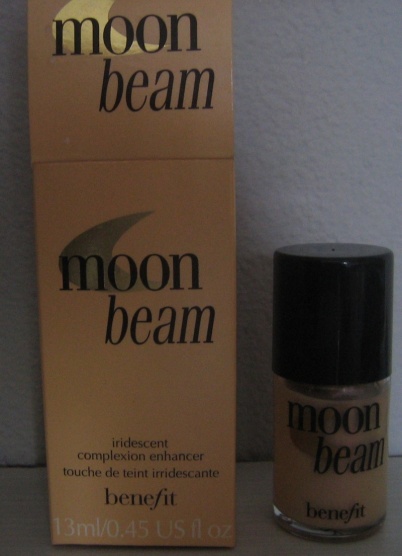 moon
beam
moon
beam
iridescent
complexion enhancer
touche de teint irridescante
benefit
13ml/0.45 US fl oz
moon
beam
benefit